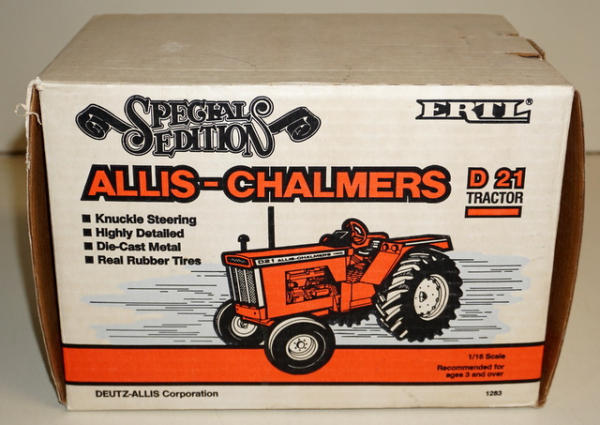 SPECIAL EDITION
ERTL®
ALLIS-CHALMERS
D 21
TRACTOR
■ Knuckle Steering
■ Highly Detailed
■ Die-Cast Metal
■ Real Rubber Tires
D21 ALLIS-CHALMERS
1/16 Scale
Recommended for
ages 3 and over
DEUTZ-ALLIS Corporation
1283